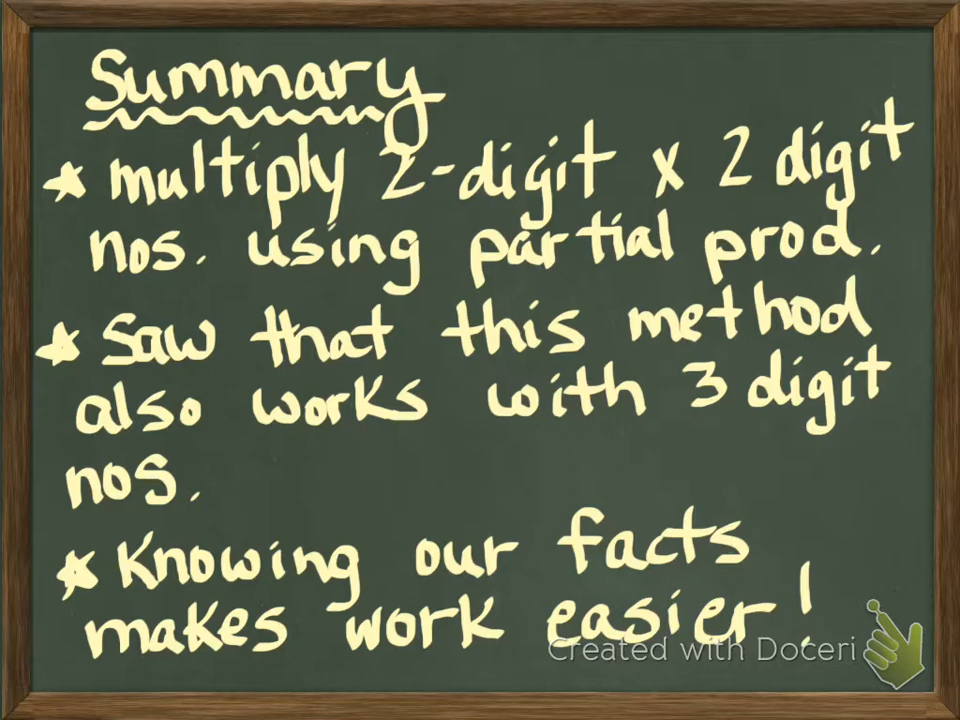 Summary
* multiply 2-digit x 2 digit
nos. using partial prod.
* Saw that this method
also works with 3 digit
nos.
* Knowing our facts
makes work easier!
Created with Doceri